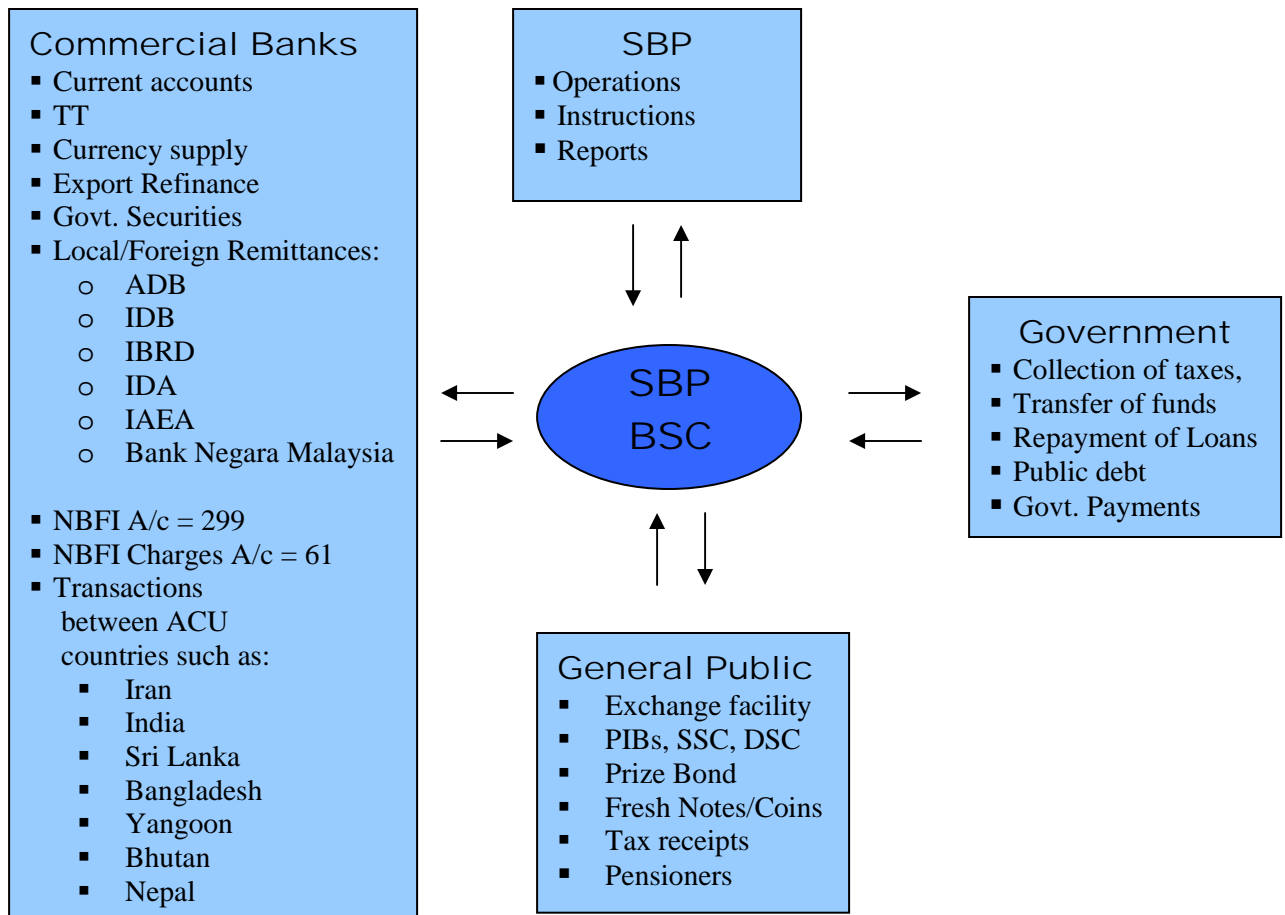 Commercial Banks
▪ Current accounts
▪ TT
▪ Currency supply
▪ Export Refinance
▪ Govt. Securities
▪ Local/Foreign Remittances:
o ADB
o IDB
o IBRD
o IDA
o IAEA
o Bank Negara Malaysia
▪ NBFI A/c = 299
▪ NBFI Charges A/c = 61
▪ Transactions
between ACU
countries such as:
▪ Iran
▪ India
▪ Sri Lanka
▪ Bangladesh
▪ Yangoon
▪ Bhutan
▪ Nepal
SBP
▪ Operations
▪ Instructions
▪ Reports
SBP
BSC
Government
▪ Collection of taxes,
▪ Transfer of funds
▪ Repayment of Loans
▪ Public debt
▪ Govt. Payments
General Public
▪ Exchange facility
▪ PIBs, SSC, DSC
▪ Prize Bond
▪ Fresh Notes/Coins
▪ Tax receipts
▪ Pensioners